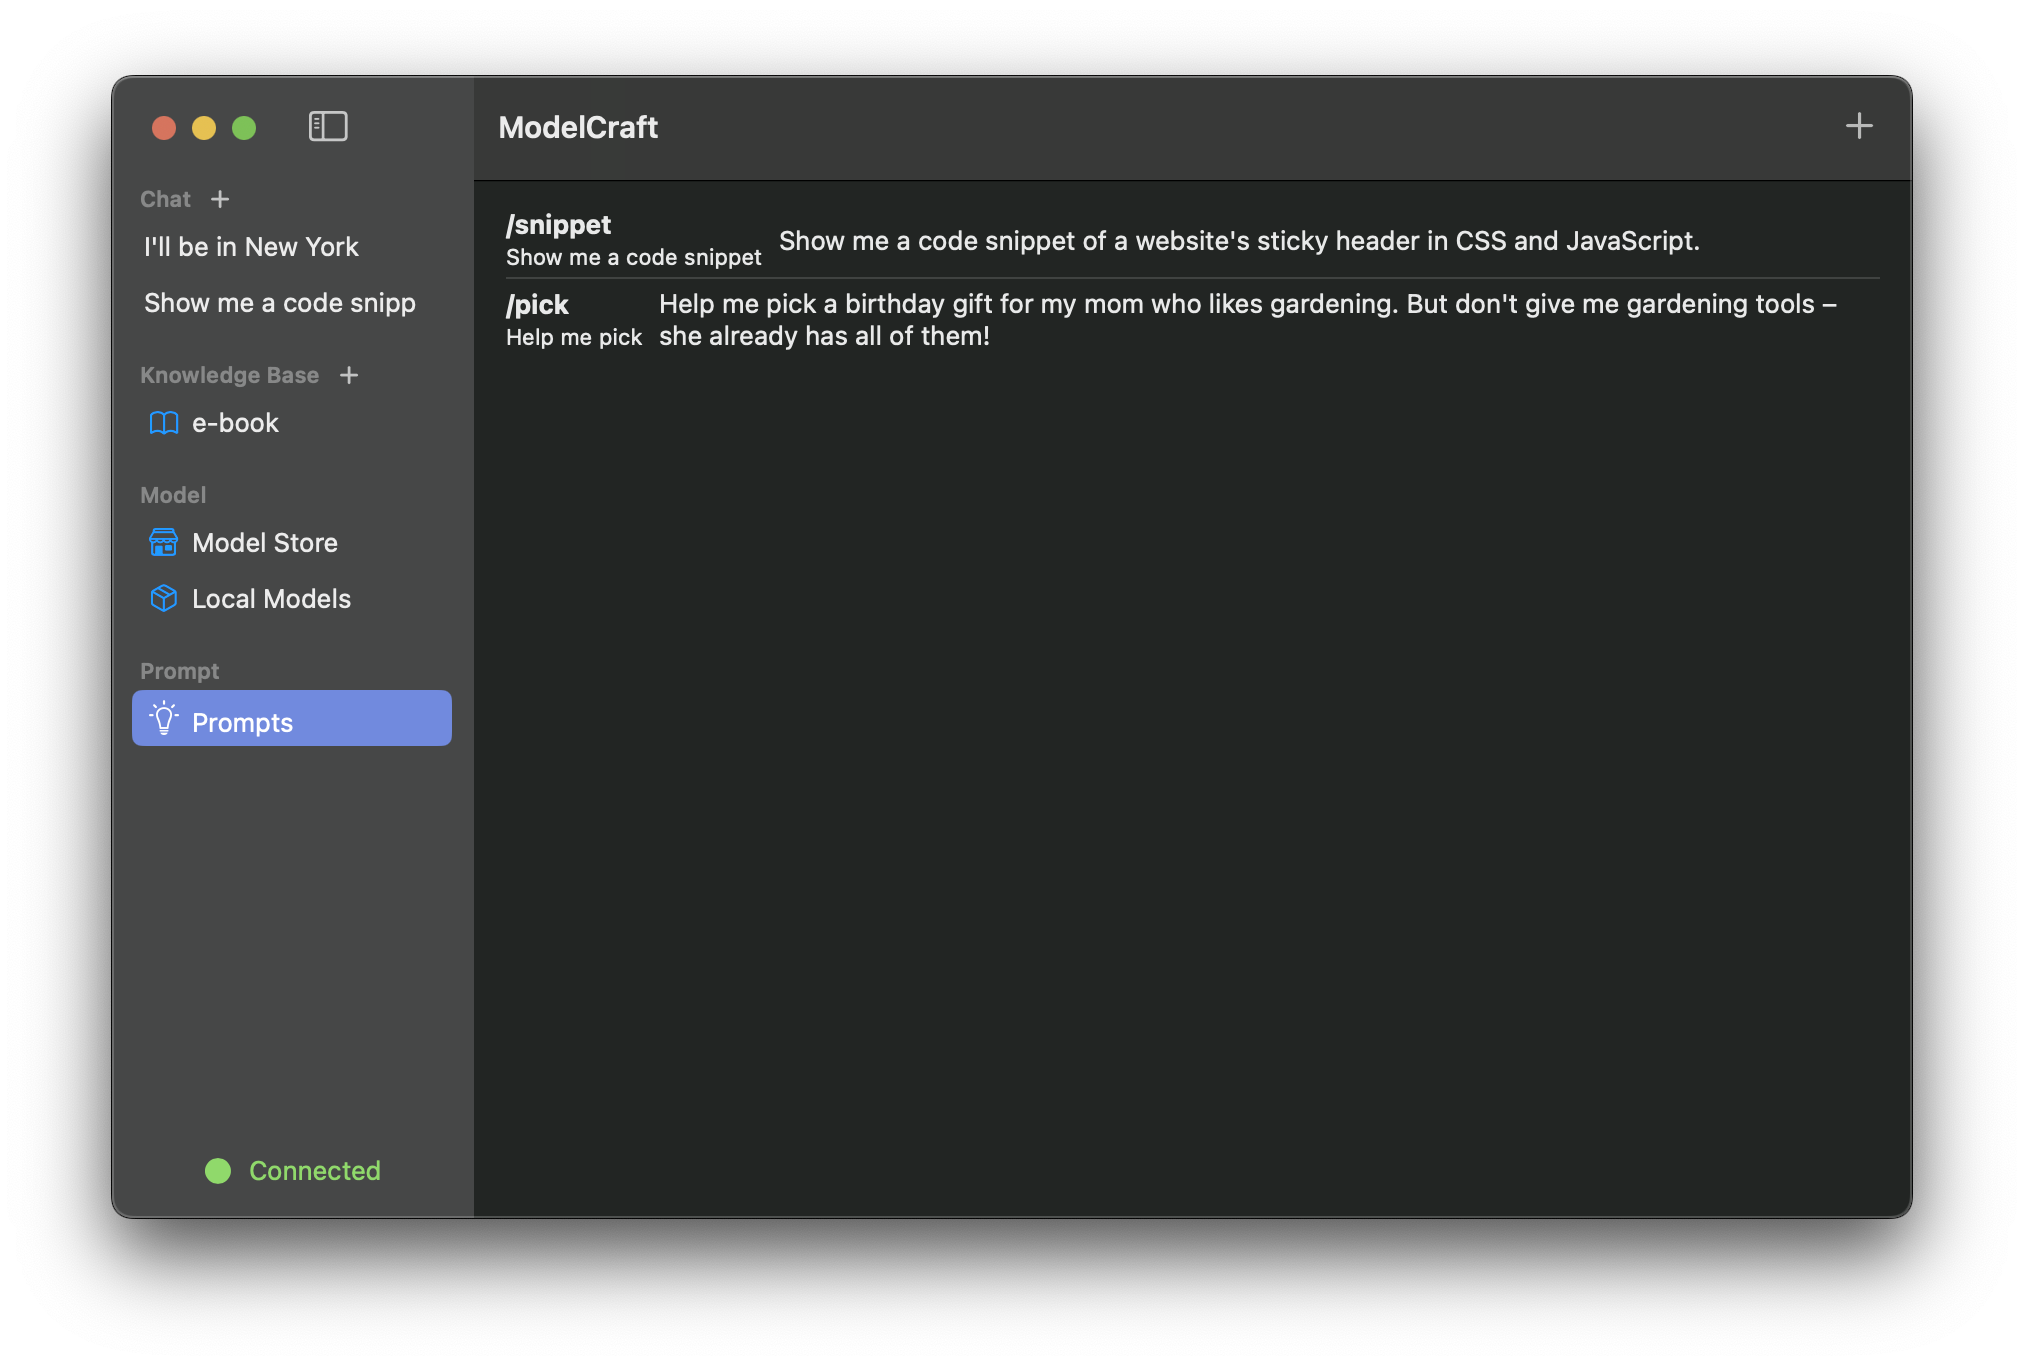 ModelCraft
Chat
I'll be in New York
Show me a code snipp
Knowledge Base
e-book
Model
Model Store
Local Models
Prompt
Prompts
Connected
/snippet
Show me a code snippet
Show me a code snippet of a website's sticky header in CSS and JavaScript.
/pick
Help me pick
Help me pick a birthday gift for my mom who likes gardening. But don't give me gardening tools –
she already has all of them!